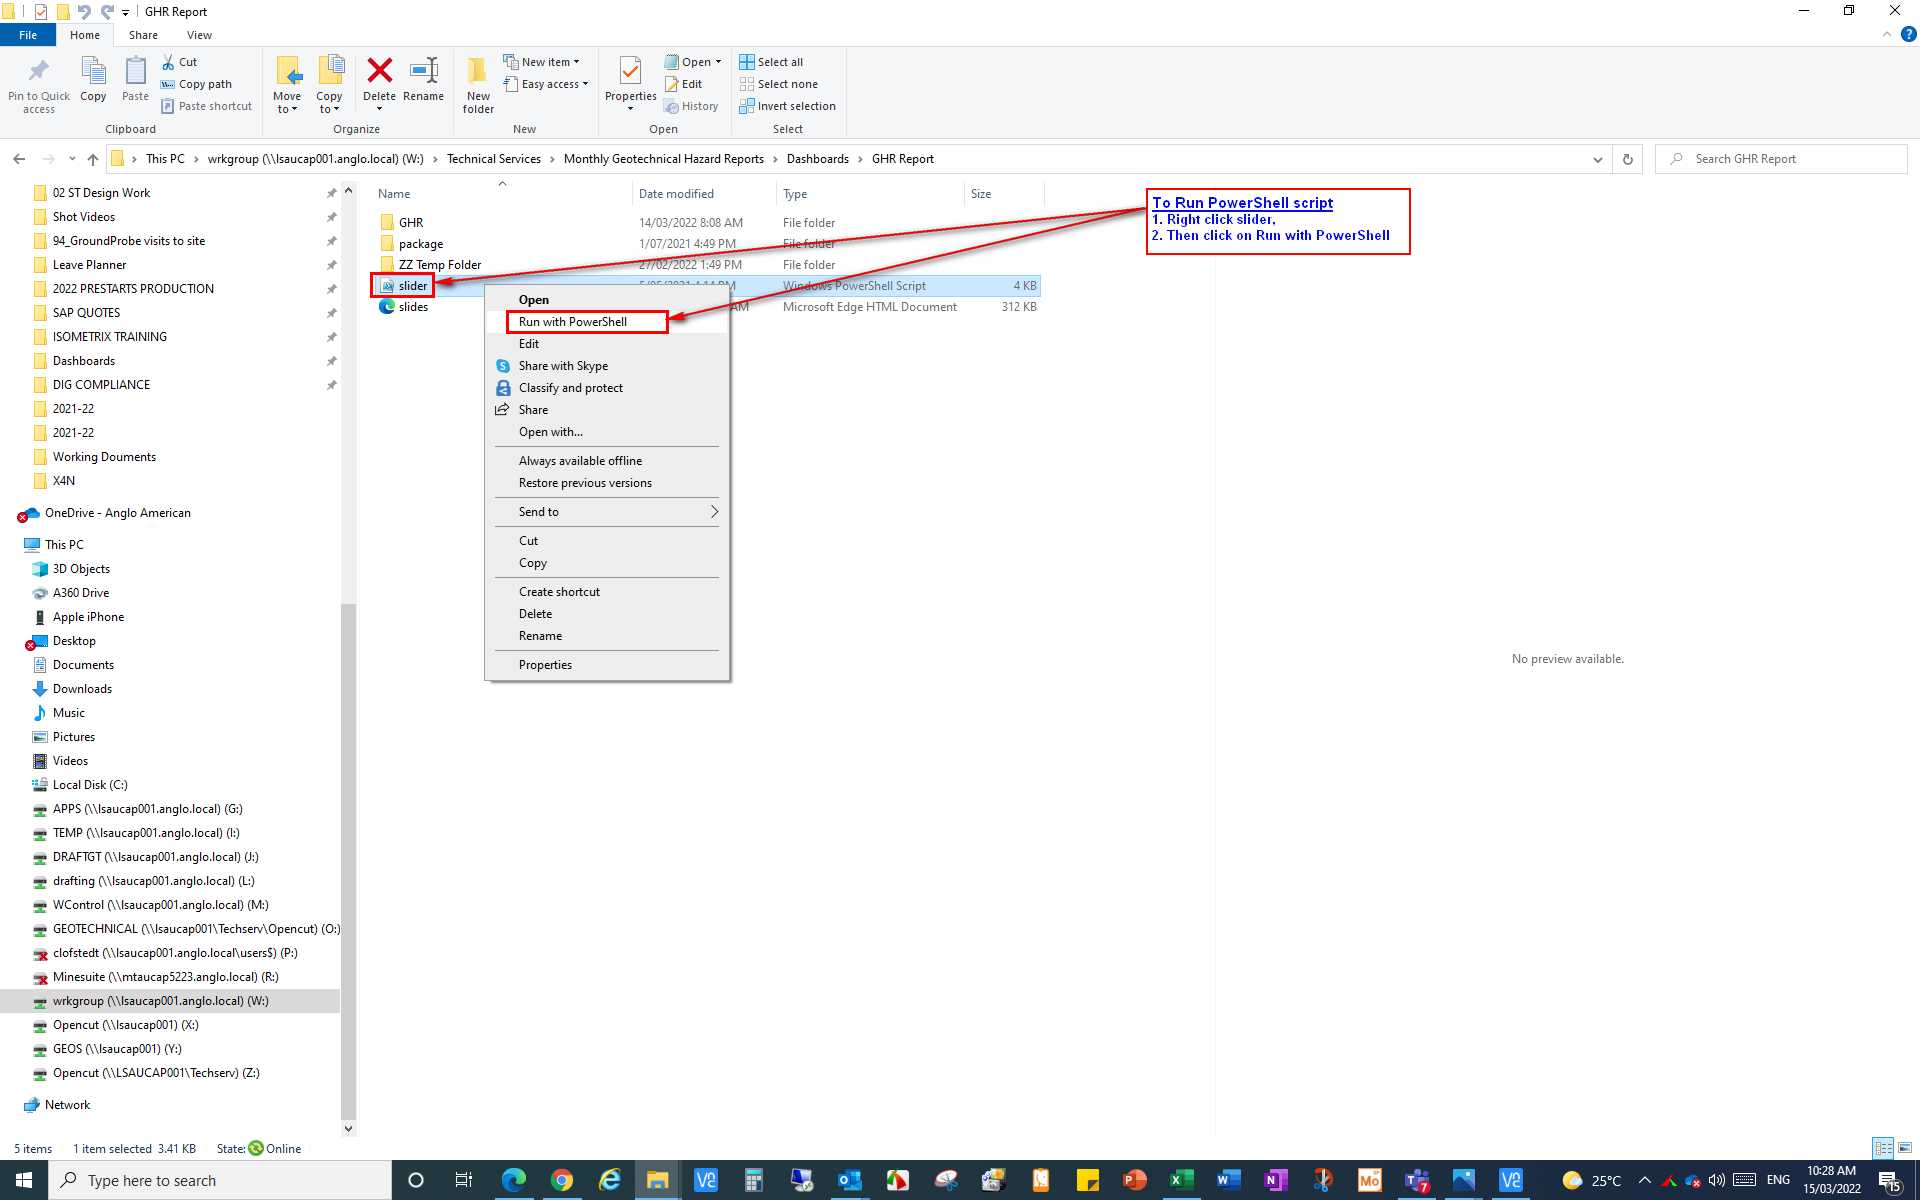 GHR Report
File
Home
Share
View
Pin to Quick access
Copy
Paste
Cut
Copy path
Paste shortcut
Clipboard
Move to
Copy to
Delete
Rename
Organize
New folder
New item
Easy access
New
Properties
Open
Edit
History
Open
Select all
Select none
Invert selection
Select
This PC > wrkgroup (\\lsaucap001.anglo.local) (W:) > Technical Services > Monthly Geotechnical Hazard Reports > Dashboards > GHR Report
Search GHR Report
02 ST Design Work
Shot Videos
94_GroundProbe visits to site
Leave Planner
2022 PRESTARTS PRODUCTION
SAP QUOTES
ISOMETRIX TRAINING
Dashboards
DIG COMPLIANCE
2021-22
2021-22
Working Douments
X4N
OneDrive - Anglo American
This PC
3D Objects
A360 Drive
Apple iPhone
Desktop
Documents
Downloads
Music
Pictures
Videos
Local Disk (C:)
APPS (\\lsaucap001.anglo.local) (G:)
TEMP (\\lsaucap001.anglo.local) (I:)
DRAFTGT (\\lsaucap001.anglo.local) (J:)
drafting (\\lsaucap001.anglo.local) (L:)
WControl (\\lsaucap001.anglo.local) (M:)
GEOTECHNICAL (\\lsaucap001\Techserv\Opencut) (O:)
clofstedt (\\lsaucap001.anglo.local\users$) (P:)
Minesuite (\\mtaucap5223.anglo.local) (R:)
wrkgroup (\\lsaucap001.anglo.local) (W:)
Opencut (\\lsaucap001) (X:)
GEOS (\\lsaucap001) (Y:)
Opencut (\\LSAUCAP001\Techserv) (Z:)
Network
Name Date modified Type Size
GHR 14/03/2022 8:08 AM File folder
package 1/07/2021 4:49 PM File folder
ZZ Temp Folder 27/02/2022 1:49 PM File folder
slider Windows PowerShell Script 4 KB
slides AM Microsoft Edge HTML Document 312 KB
Open
Run with PowerShell
Edit
Share with Skype
Classify and protect
Share
Open with...
Always available offline
Restore previous versions
Send to
Cut
Copy
Create shortcut
Delete
Rename
Properties
To Run PowerShell script
1. Right click slider,
2. Then click on Run with PowerShell
No preview available.
5 items 1 item selected 3.41 KB State: Online
Type here to search
Mo
7
25°C
ENG
10:28 AM
15/03/2022
15